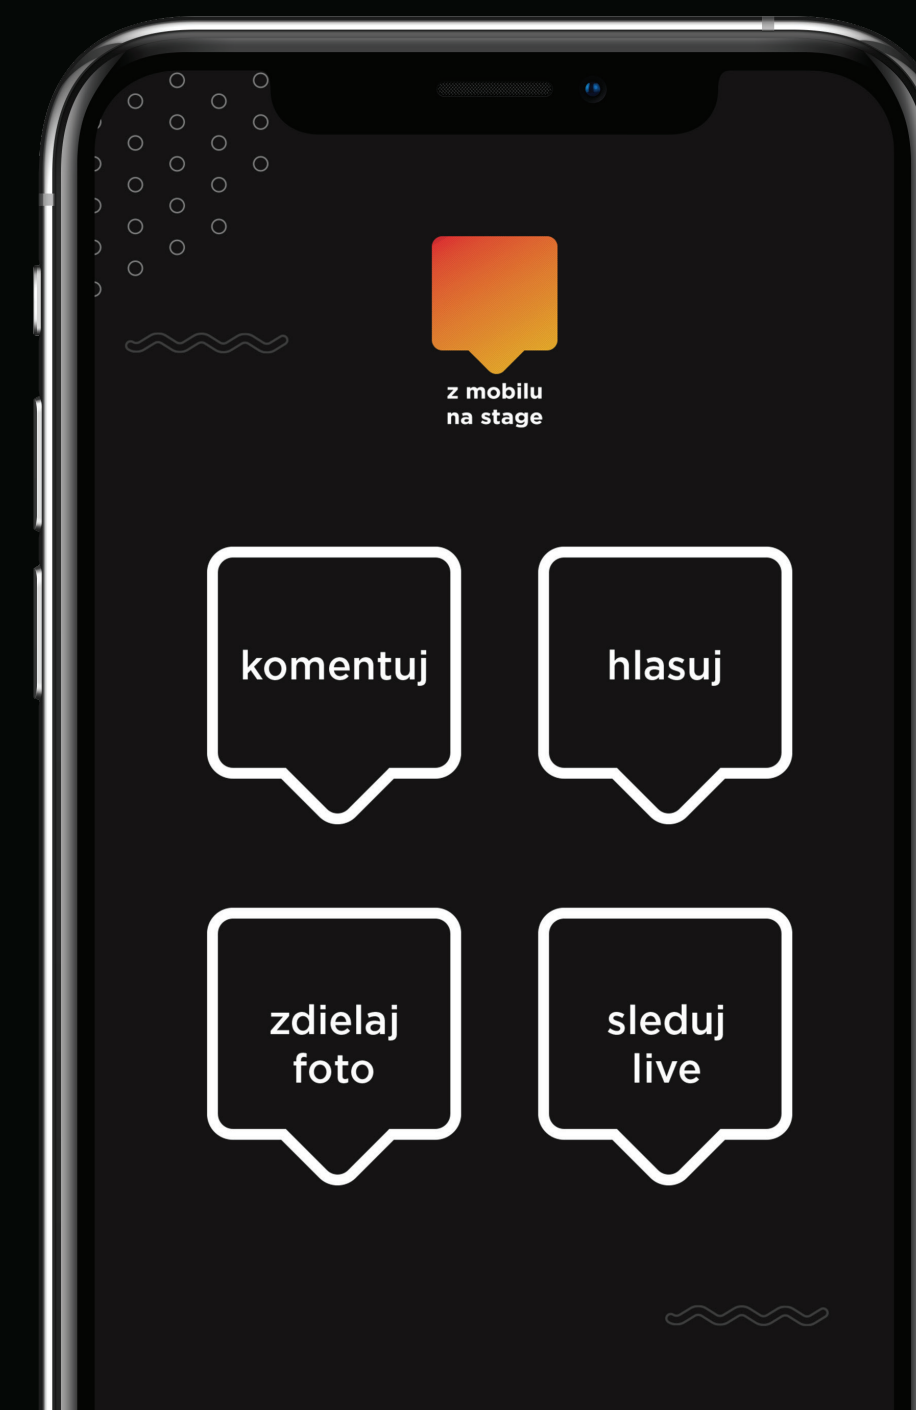 z mobilu
na stage
komentuj
hlasuj
zdielaj
foto
sleduj
live